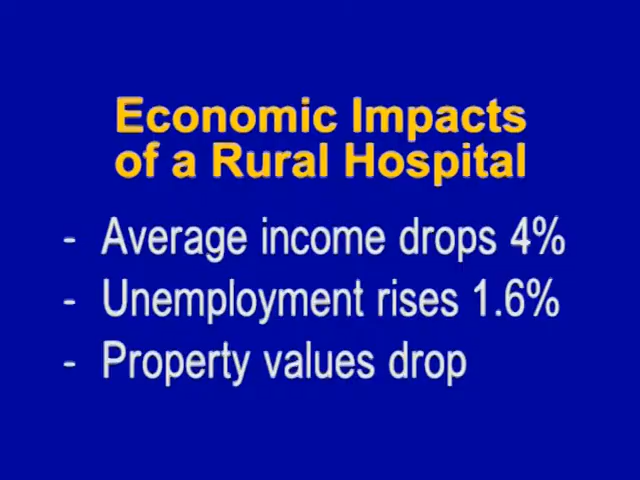 Economic Impacts
of a Rural Hospital
- Average income drops 4%
- Unemployment rises 1.6%
- Property values drop